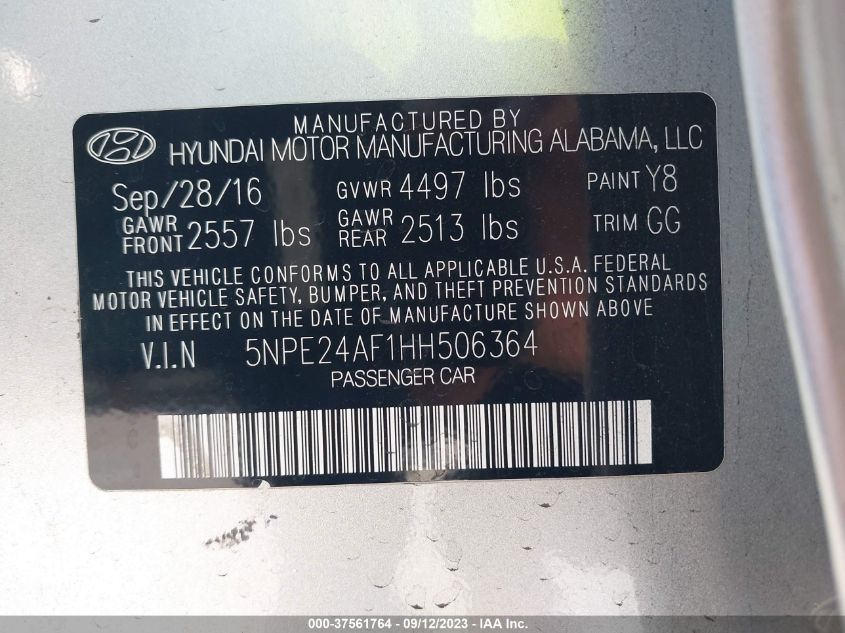 MANUFACTURED BY
HYUNDAI MOTOR MANUFACTURING ALABAMA, LLC
Sep/28/16 GVWR 4497 lbs PAINT Y8
GAWR FRONT 2557 lbs GAWR REAR 2513 lbs TRIM GG
THIS VEHICLE CONFORMS TO ALL APPLICABLE U.S.A. FEDERAL
MOTOR VEHICLE SAFETY, BUMPER, AND THEFT PREVENTION STANDARDS
IN EFFECT ON THE DATE OF MANUFACTURE SHOWN ABOVE
V.I.N 5NPE24AF1HH506364
PASSENGER CAR
000-37561764 - 09/12/2023 - IAA Inc.